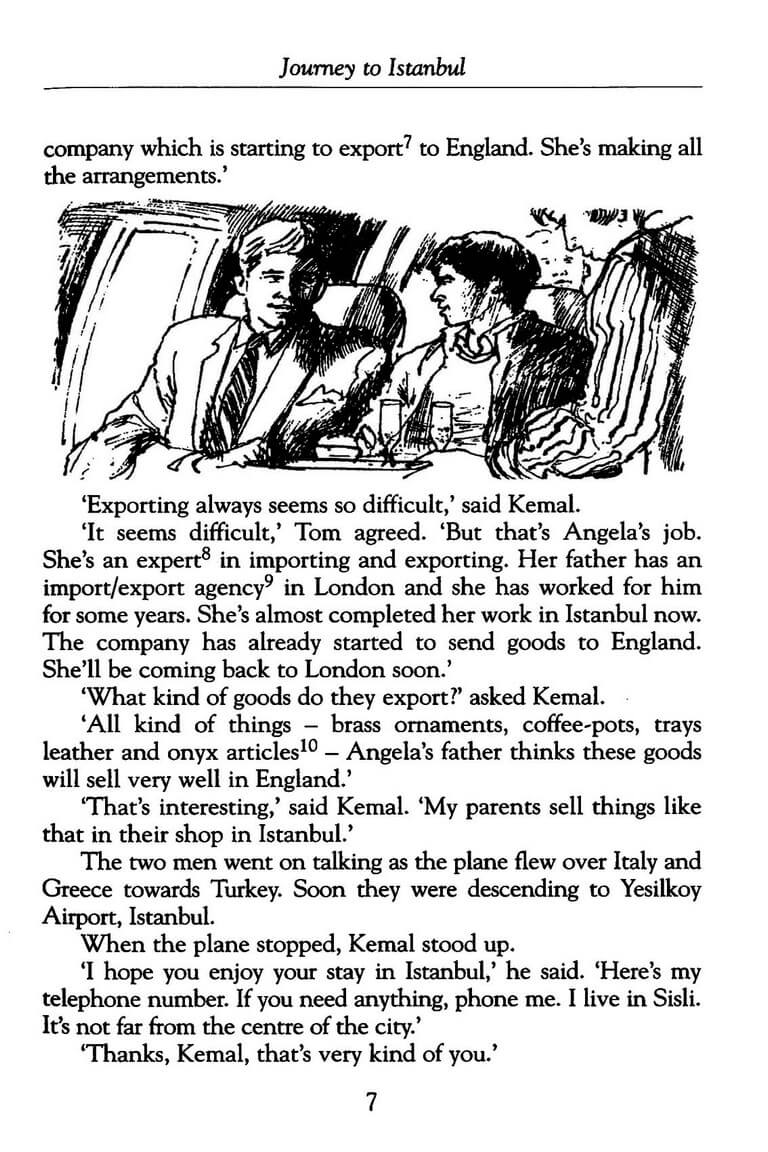 Journey to Istanbul
company which is starting to export⁷ to England. She's making all
the arrangements.'
'Exporting always seems so difficult,' said Kemal.
'It seems difficult,' Tom agreed. 'But that's Angela's job.
She's an expert⁸ in importing and exporting. Her father has an
import/export agency⁹ in London and she has worked for him
for some years. She's almost completed her work in Istanbul now.
The company has already started to send goods to England.
She'll be coming back to London soon.'
'What kind of goods do they export?' asked Kemal.
'All kind of things – brass ornaments, coffee-pots, trays
leather and onyx articles¹⁰ – Angela's father thinks these goods
will sell very well in England.'
'That's interesting,' said Kemal. 'My parents sell things like
that in their shop in Istanbul.'
The two men went on talking as the plane flew over Italy and
Greece towards Turkey. Soon they were descending to Yesilkoy
Airport, Istanbul.
When the plane stopped, Kemal stood up.
'I hope you enjoy your stay in Istanbul,' he said. 'Here's my
telephone number. If you need anything, phone me. I live in Sisli.
It's not far from the centre of the city.'
'Thanks, Kemal, that's very kind of you.'
7